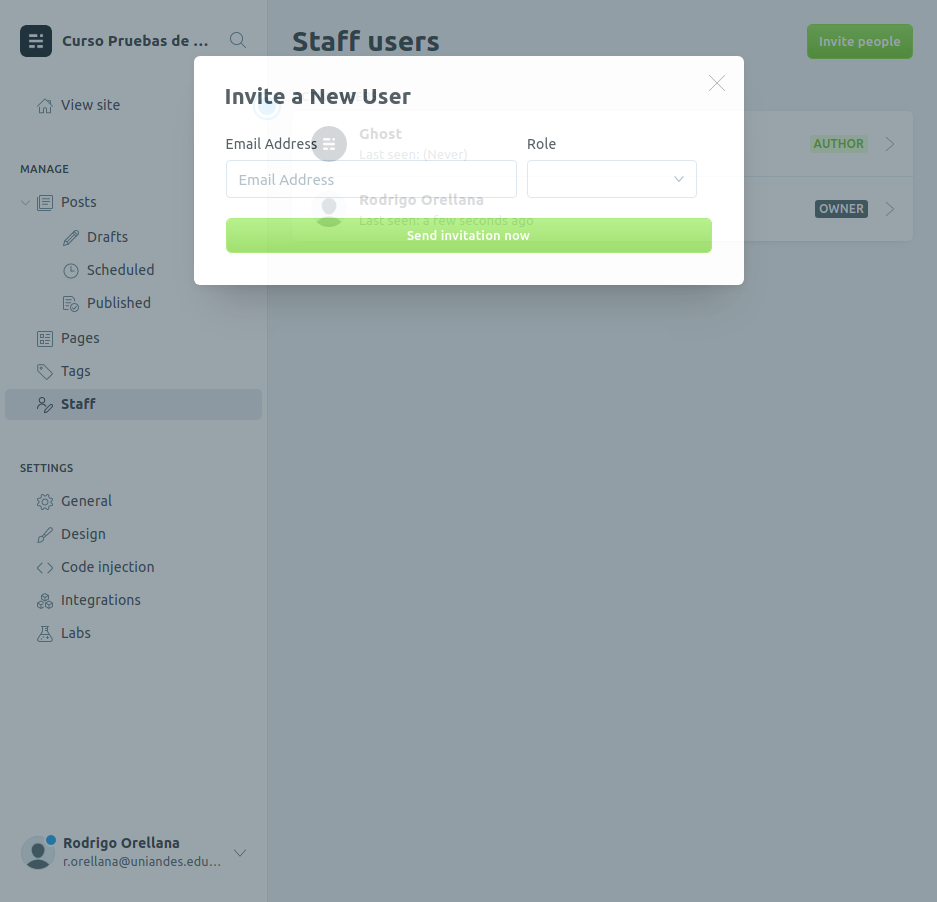 Curso Pruebas de ...
View site
MANAGE
Posts
Drafts
Scheduled
Published
Pages
Tags
Staff
SETTINGS
General
Design
Code injection
Integrations
Labs
Rodrigo Orellana
r.orellana@uniandes.edu...
Staff users
Invite people
Invite a New User
Email Address
Role
Email Address
Send invitation now
Ghost
Last seen: (Never)
AUTHOR
Rodrigo Orellana
Last seen: a few seconds ago
OWNER